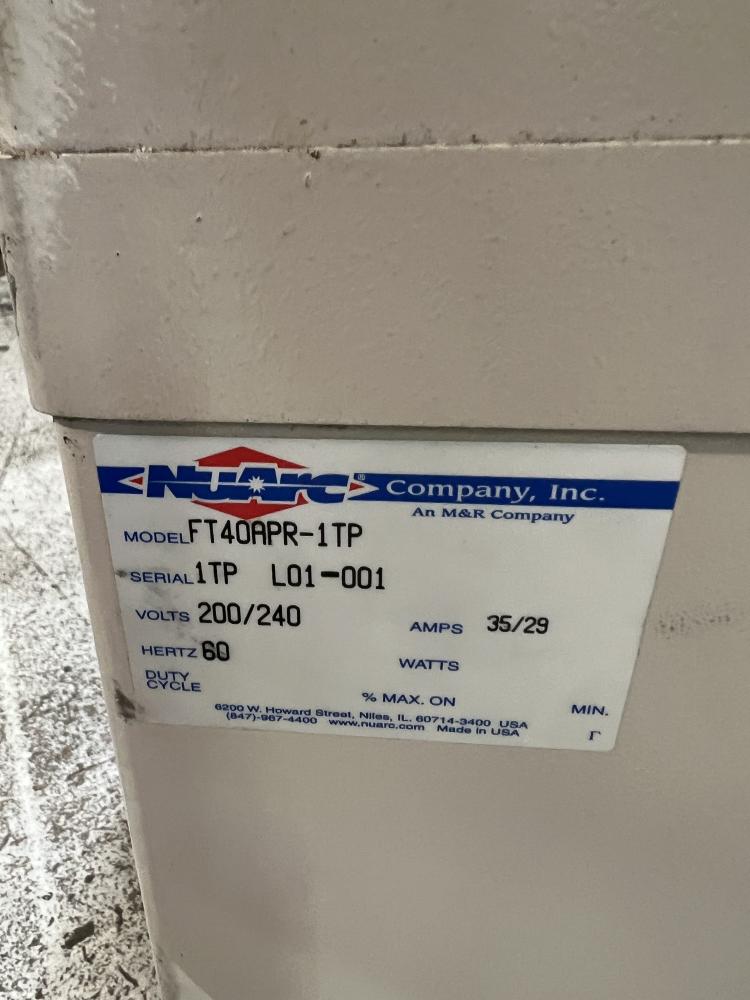 NuArc® Company, Inc.
An M&R Company
MODEL FT40APR-1TP
SERIAL 1TP L01-001
VOLTS 200/240 AMPS 35/29
HERTZ 60 WATTS
DUTY CYCLE % MAX. ON MIN.
6200 W. Howard Street, Niles, IL. 60714-3400 USA
(847)-967-4400 www.nuarc.com Made in USA
Γ